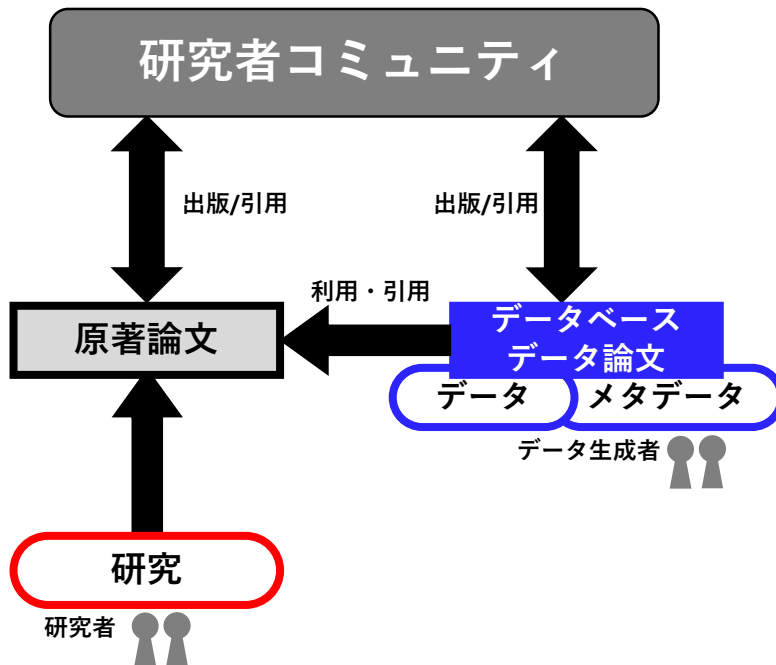 研究者コミュニティ
出版/引用
出版/引用
利用・引用
原著論文
データベース
データ論文
データ
メタデータ
データ生成者
研究
研究者